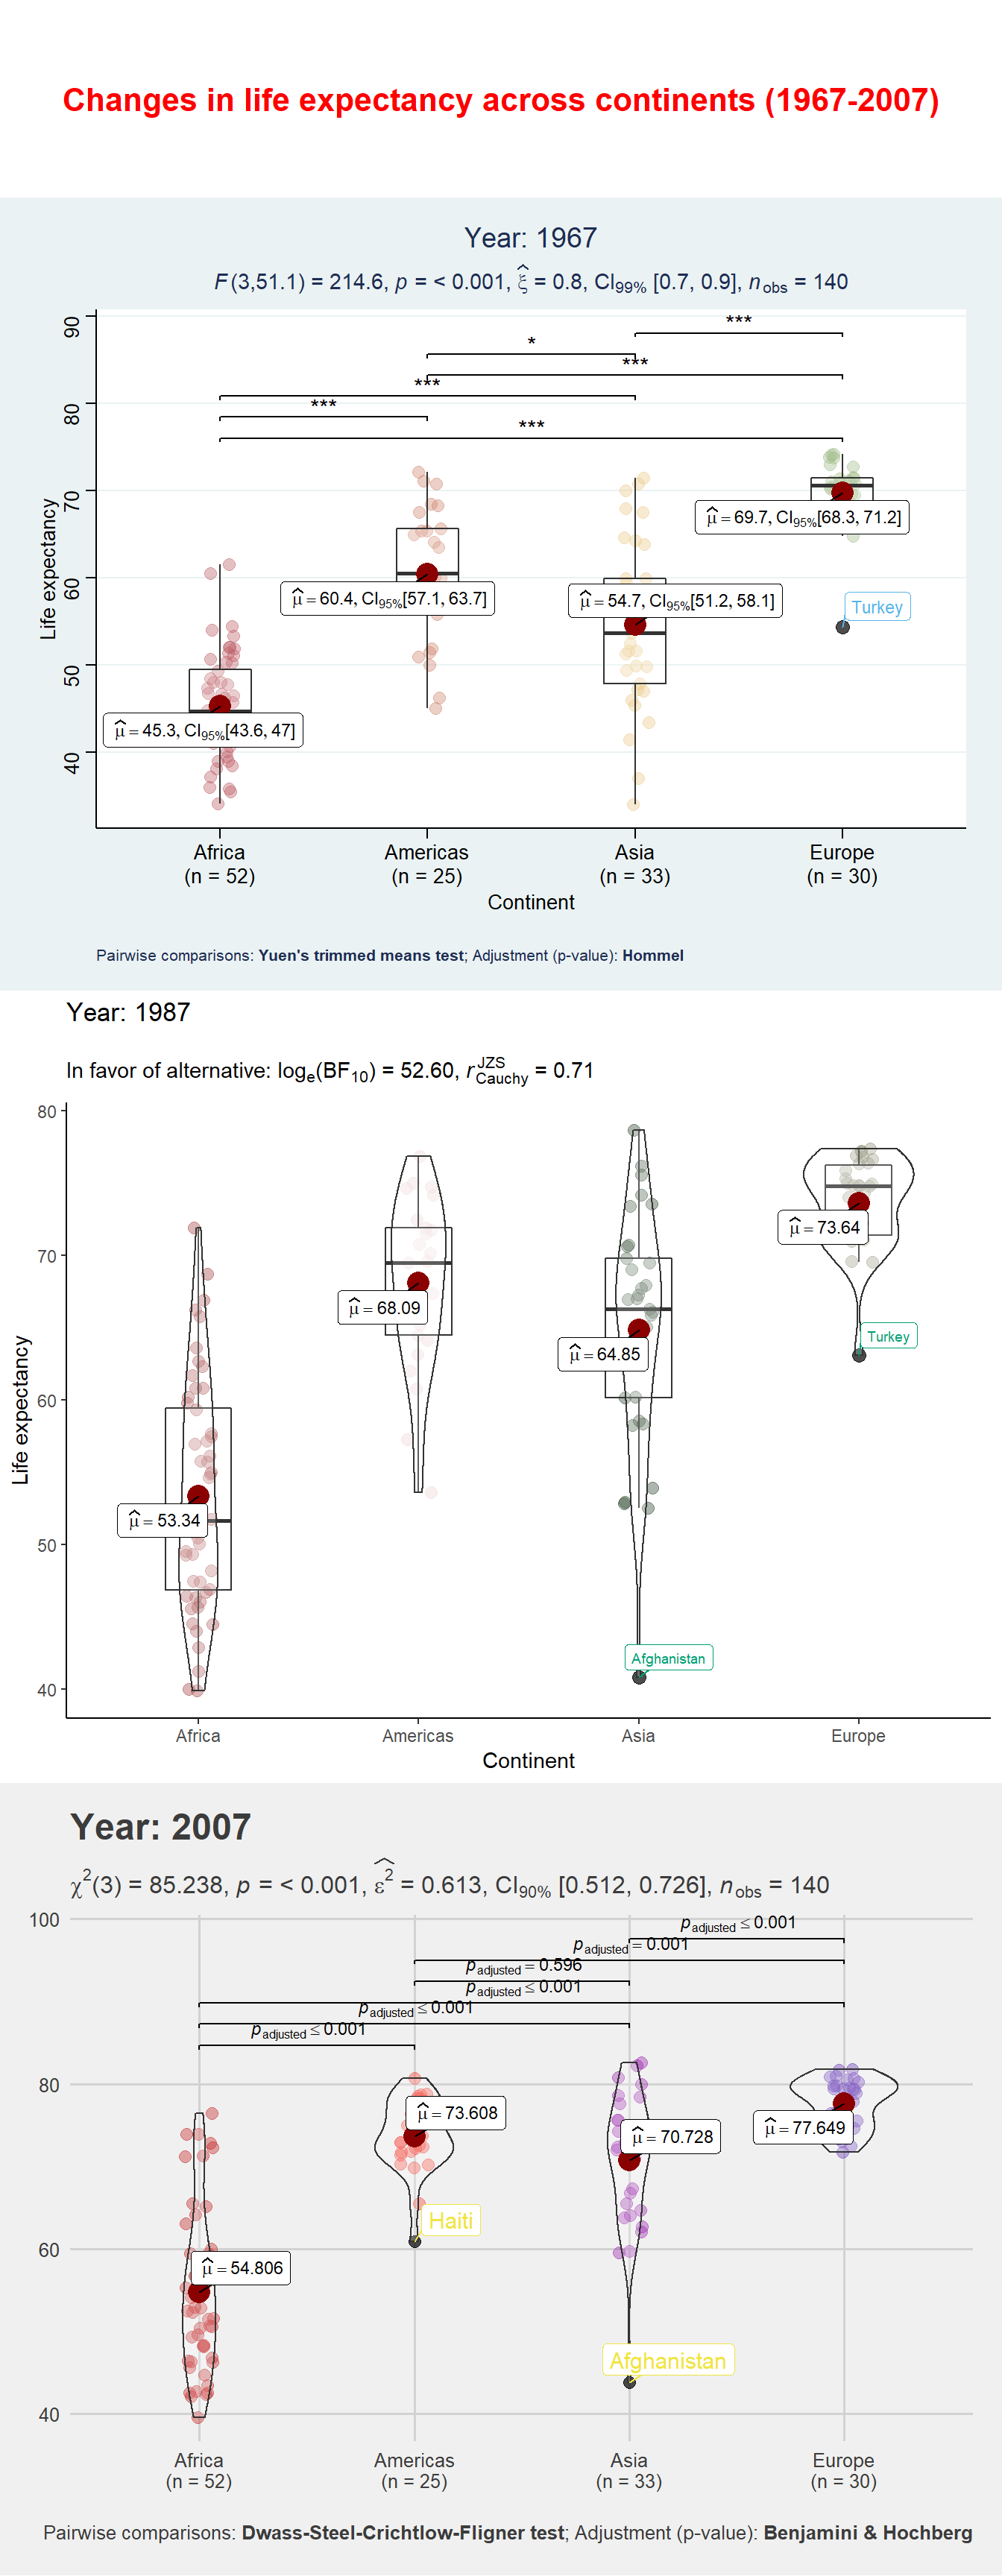 Changes in life expectancy across continents (1967-2007)
Year: 1967
F(3,51.1) = 214.6, p = < 0.001, ξ̂ = 0.8, CI99% [0.7, 0.9], nobs = 140
Life expectancy
90
80
70
60
50
40
***
*
***
***
***
***
μ̂ = 69.7, CI95%[68.3, 71.2]
μ̂ = 60.4, CI95%[57.1, 63.7]
μ̂ = 54.7, CI95%[51.2, 58.1]
Turkey
μ̂ = 45.3, CI95%[43.6, 47]
Africa
(n = 52)
Americas
(n = 25)
Asia
(n = 33)
Europe
(n = 30)
Continent
Pairwise comparisons: Yuen's trimmed means test; Adjustment (p-value): Hommel
Year: 1987
In favor of alternative: loge(BF10) = 52.60, rCauchyJZS = 0.71
Life expectancy
80
70
60
50
40
μ̂ = 73.64
μ̂ = 68.09
μ̂ = 64.85
Turkey
μ̂ = 53.34
Afghanistan
Africa
Americas
Asia
Europe
Continent
Year: 2007
χ2(3) = 85.238, p = < 0.001, ε2̂ = 0.613, CI90% [0.512, 0.726], nobs = 140
100
80
60
40
padjusted ≤ 0.001
padjusted = 0.001
padjusted = 0.596
padjusted ≤ 0.001
padjusted ≤ 0.001
padjusted ≤ 0.001
μ̂ = 73.608
μ̂ = 77.649
μ̂ = 70.728
Haiti
μ̂ = 54.806
Afghanistan
Africa
(n = 52)
Americas
(n = 25)
Asia
(n = 33)
Europe
(n = 30)
Pairwise comparisons: Dwass-Steel-Crichtlow-Fligner test; Adjustment (p-value): Benjamini & Hochberg